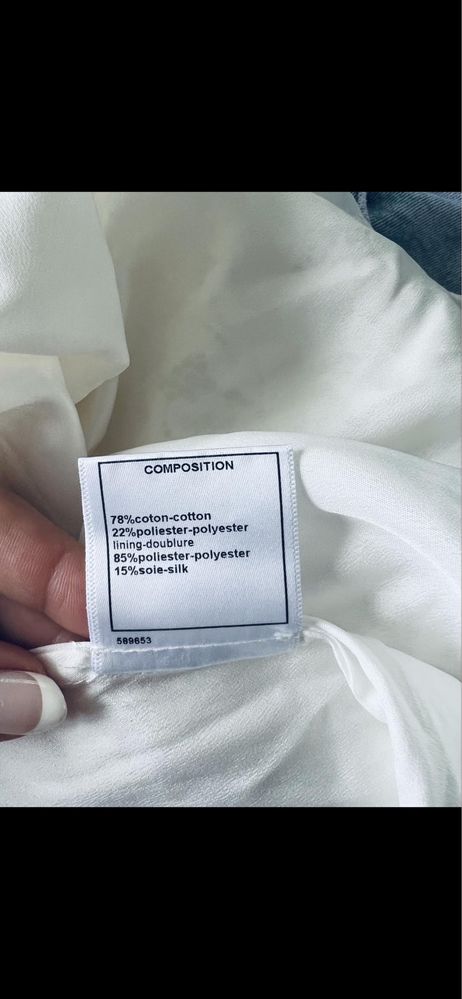 COMPOSITION
78%coton-cotton
22%poliester-polyester
lining-doublure
85%poliester-polyester
15%soie-silk
589653